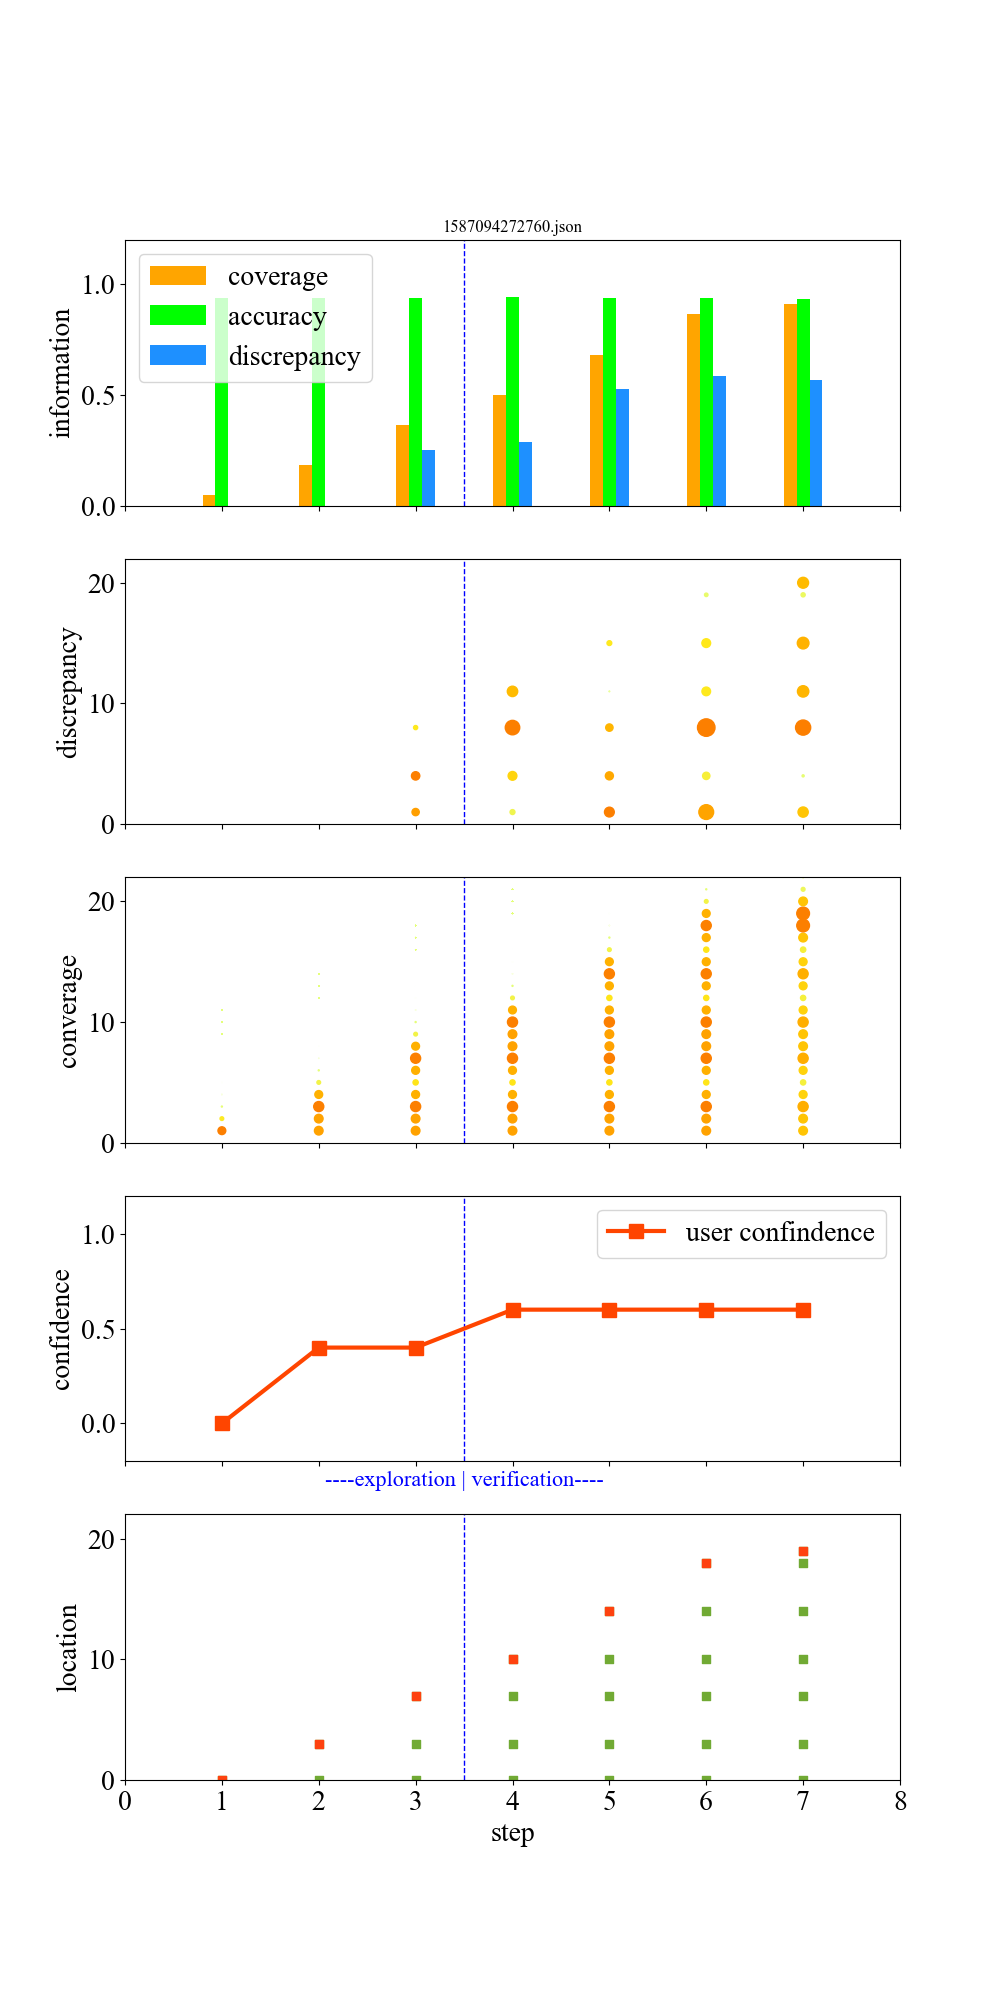 1587094272760.json
1.0
0.5
0.0
information
coverage
accuracy
discrepancy
20
10
0
discrepancy
20
10
0
converage
1.0
0.5
0.0
confidence
user confindence
----exploration | verification----
20
10
0
location
0 1 2 3 4 5 6 7 8
step